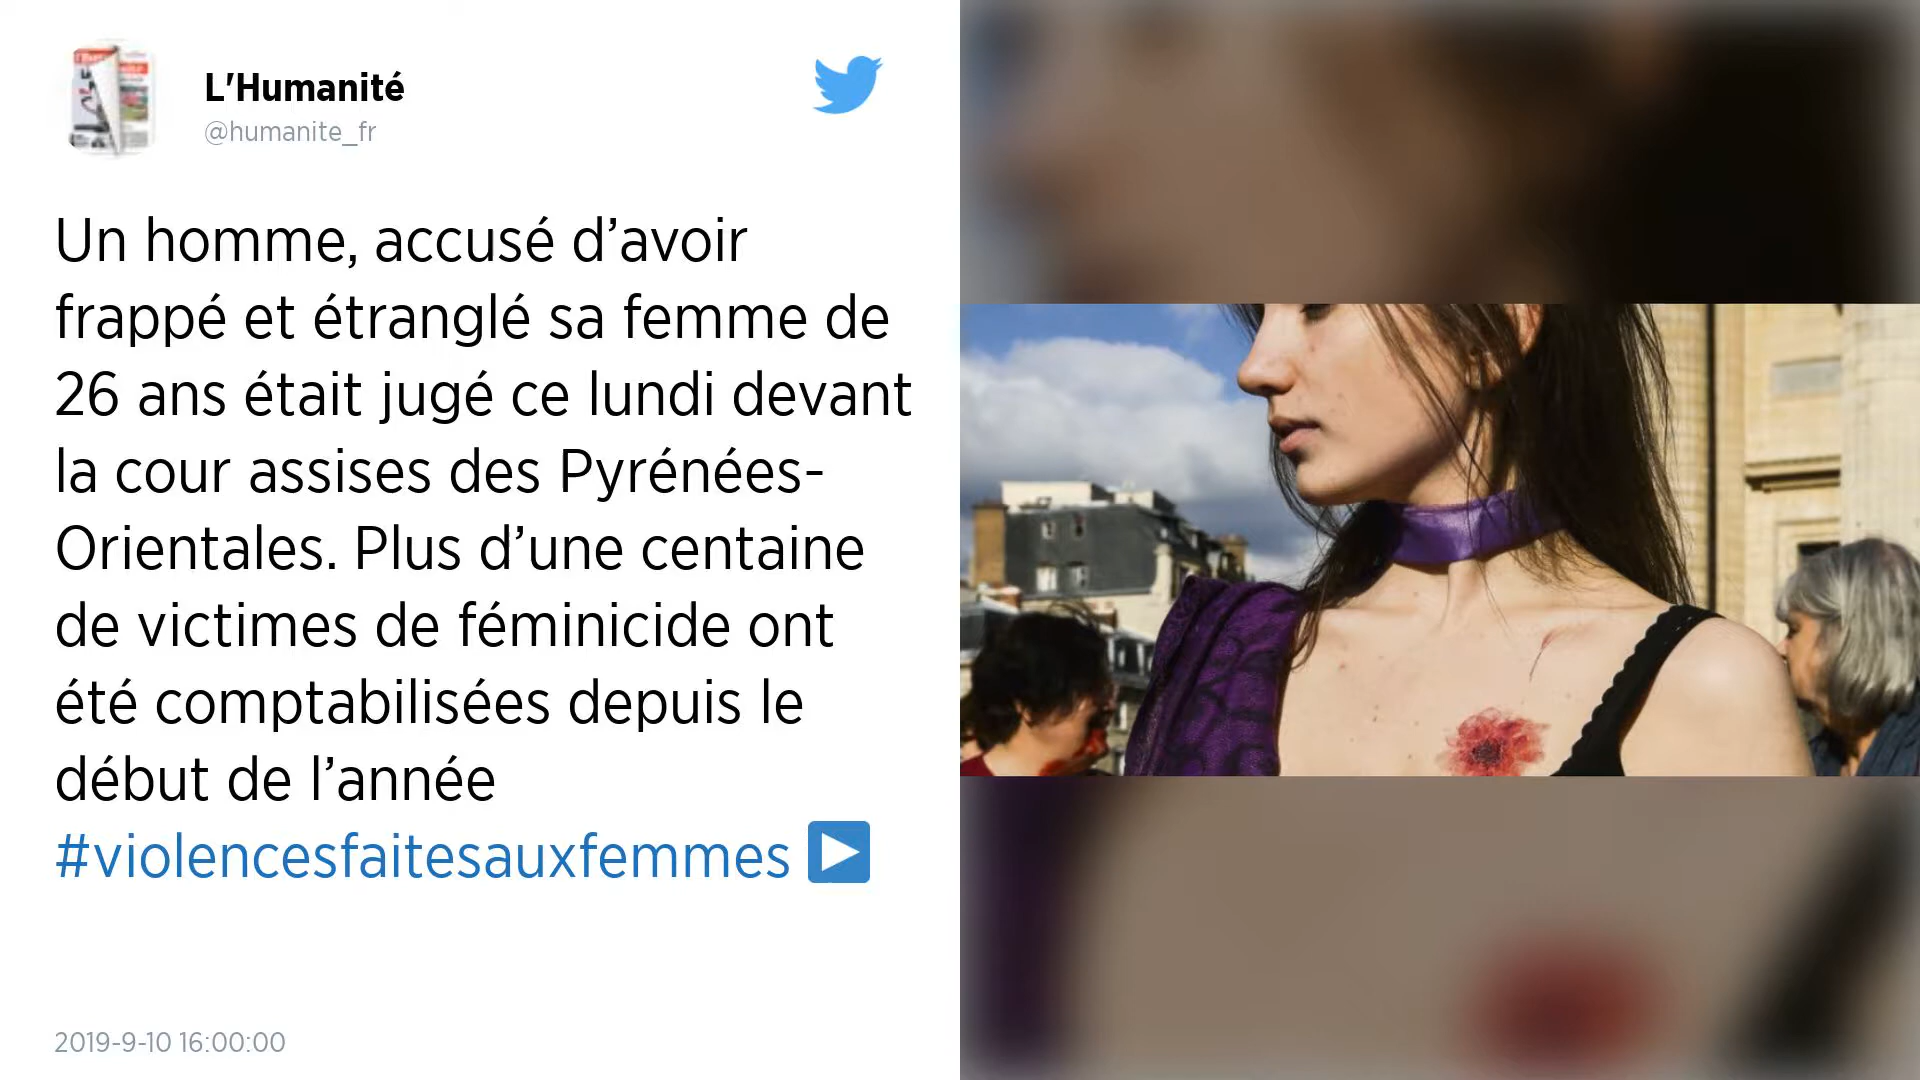 L'Humanité
@humanite_fr
Un homme, accusé d’avoir
frappé et étranglé sa femme de
26 ans était jugé ce lundi devant
la cour assises des Pyrénées-
Orientales. Plus d’une centaine
de victimes de féminicide ont
été comptabilisées depuis le
début de l’année
#violencesfaitesauxfemmes
2019-9-10 16:00:00